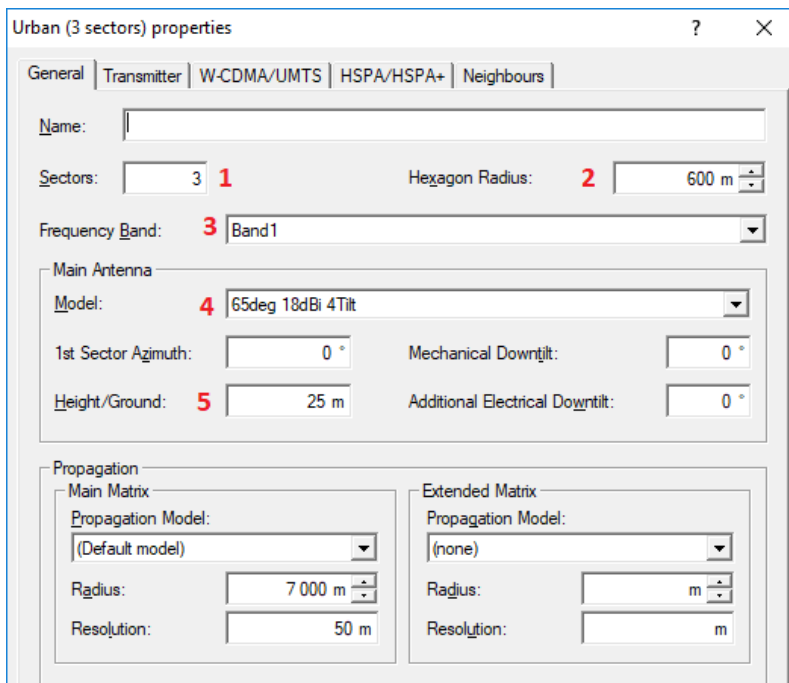 Urban (3 sectors) properties ?
General Transmitter W-CDMA/UMTS HSPA/HSPA+ Neighbours
Name:
Sectors: 3 1 Hexagon Radius: 2 600 m
Frequency Band: 3 Band1
Main Antenna
Model: 4 65deg 18dBi 4Tilt
1st Sector Azimuth: 0 ° Mechanical Downtilt: 0 °
Height/Ground: 5 25 m Additional Electrical Downtilt: 0 °
Propagation
Main Matrix Extended Matrix
Propagation Model: Propagation Model:
(Default model) (none)
Radius: 7 000 m Radius: m
Resolution: 50 m Resolution: m